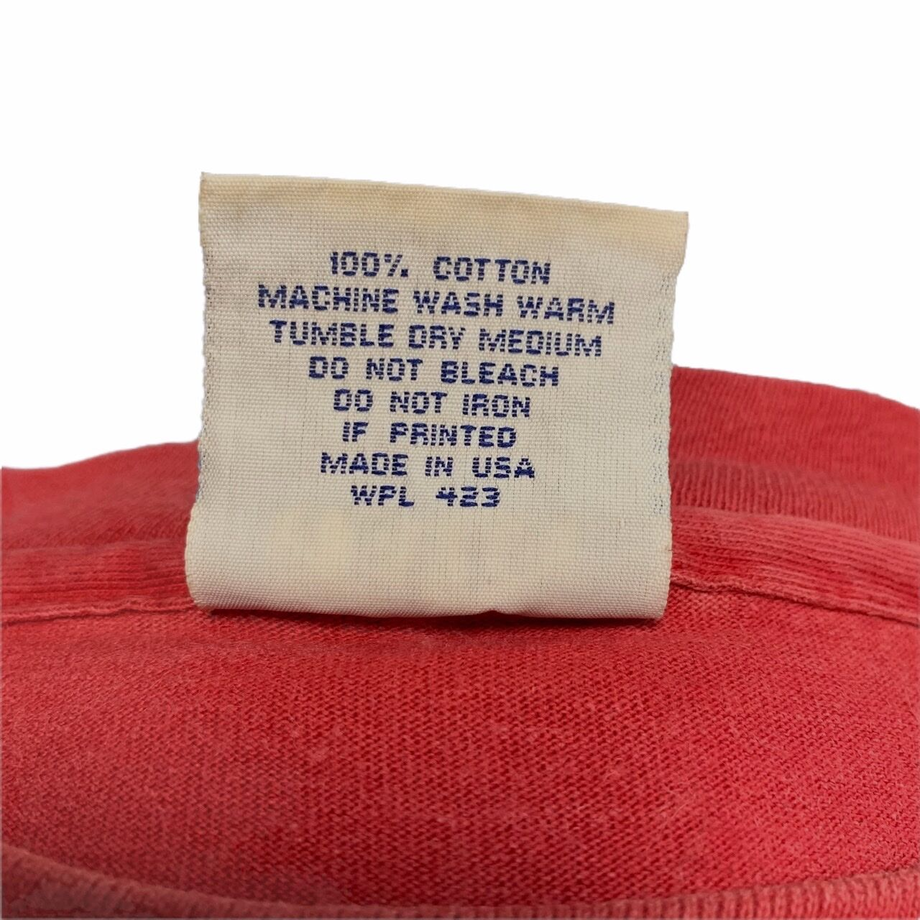 100% COTTON
MACHINE WASH WARM
TUMBLE DRY MEDIUM
DO NOT BLEACH
DO NOT IRON
IF PRINTED
MADE IN USA
WPL 423